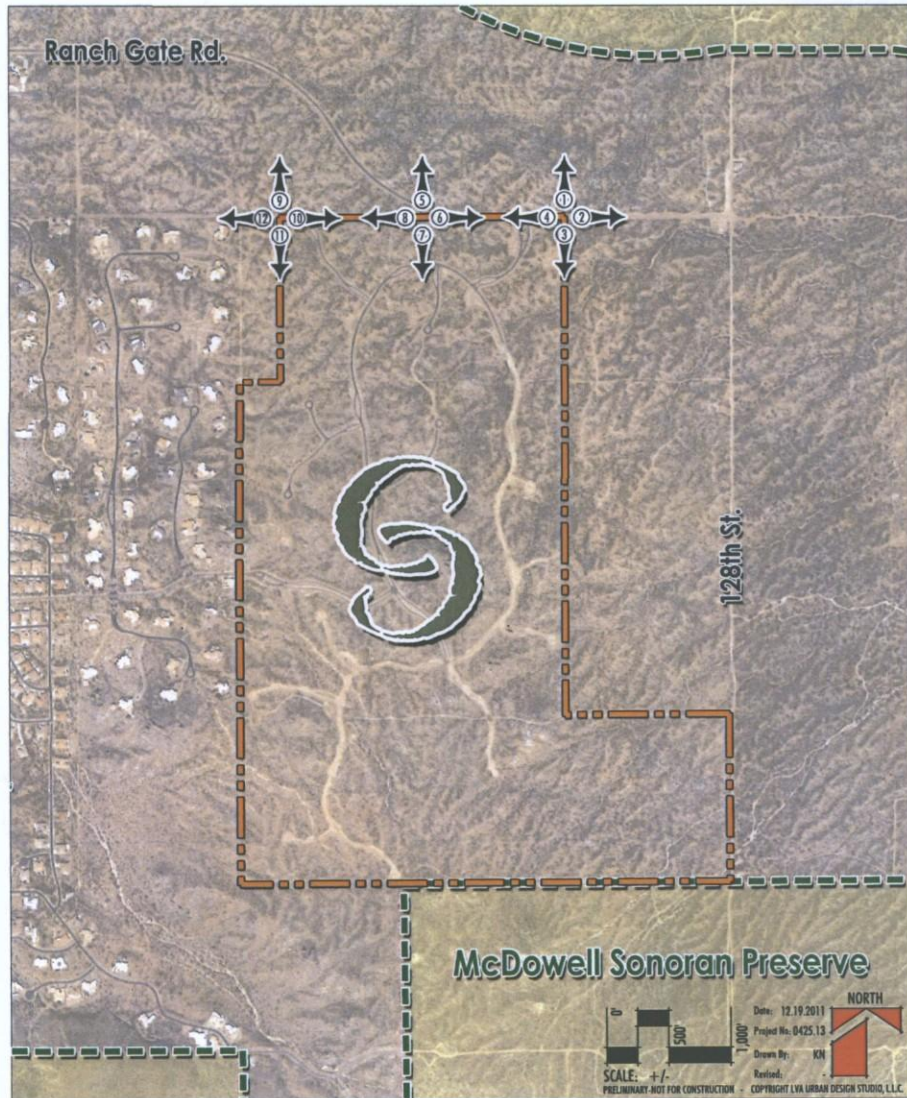 Ranch Gate Rd.
9
5
1
12
10
8
6
4
2
11
7
3
S
128th St.
McDowell Sonoran Preserve
0'
500'
1,000'
SCALE: +/-
Date: 12.19.2011
Project No: 0425.13
Drawn By: KN
Revised: -
NORTH
PRELIMINARY-NOT FOR CONSTRUCTION - COPYRIGHT LVA URBAN DESIGN STUDIO, L.L.C.